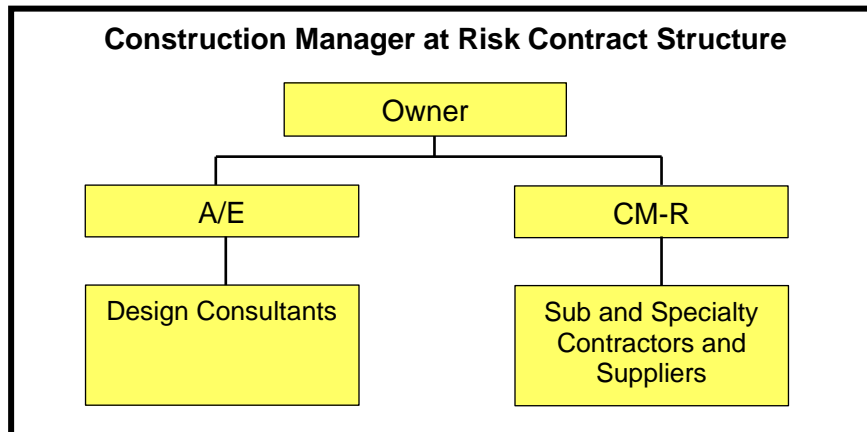 Construction Manager at Risk Contract Structure
Owner
A/E
CM-R
Design Consultants
Sub and Specialty
Contractors and
Suppliers